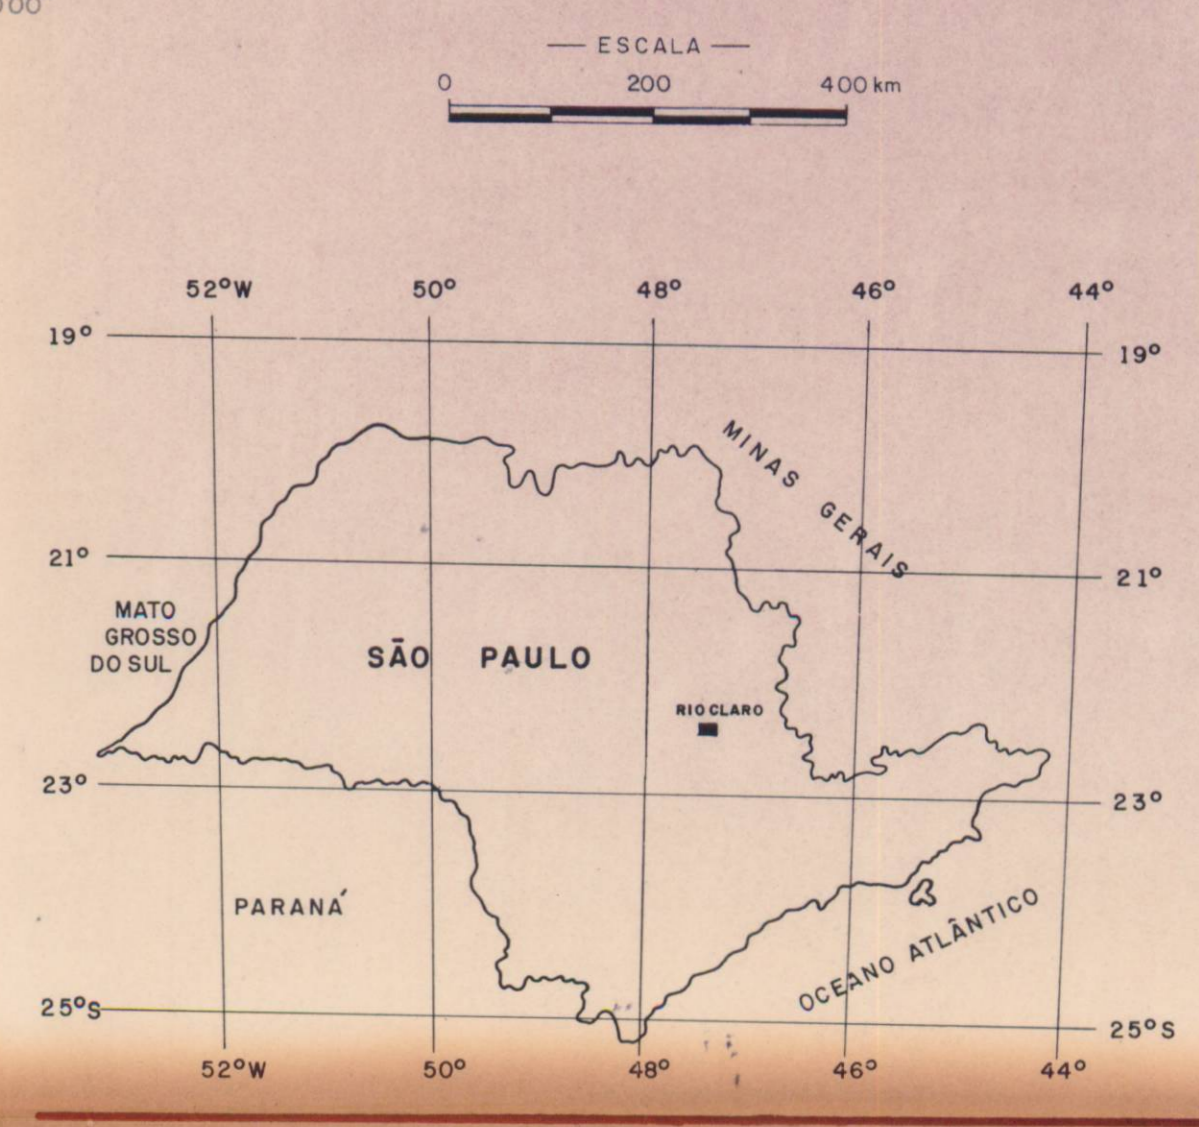 00
— ESCALA —
0 200 400 km
52°W 50° 48° 46° 44°
19° 19°
MINAS GERAIS
21° 21°
MATO
GROSSO
DO SUL
SÃO PAULO
RIO CLARO
23° 23°
PARANÁ
OCEANO ATLÂNTICO
25°S 25°S
52°W 50° 48° 46° 44°